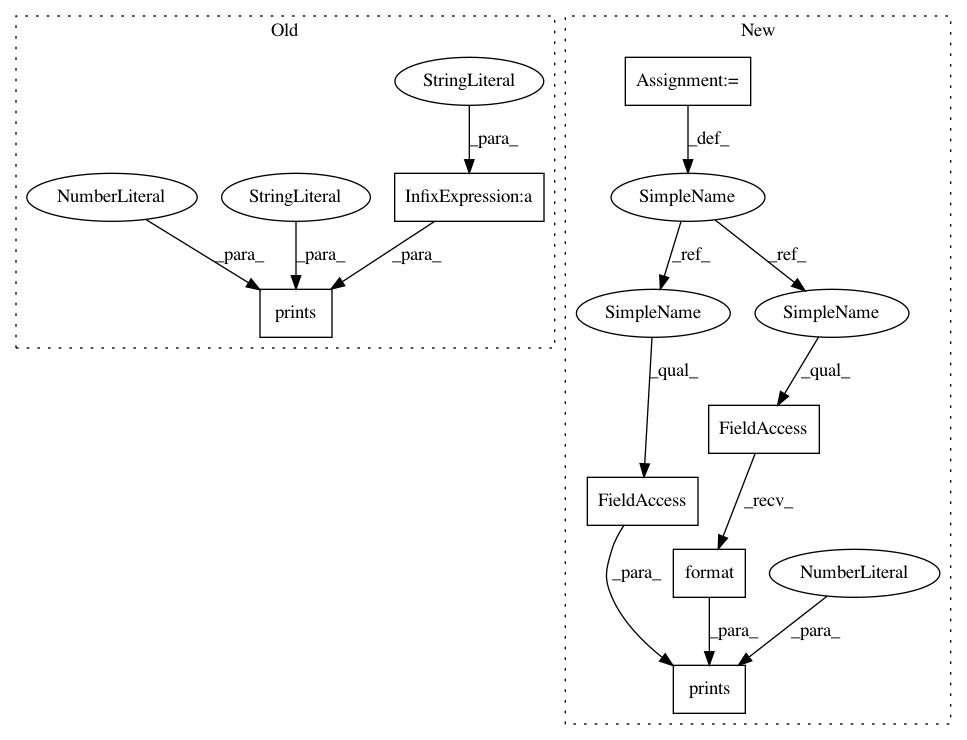 Old
New
StringLiteral
Assignment:=
_para_
_def_
NumberLiteral
StringLiteral
InfixExpression:a
SimpleName
_para_
_para_
_para_
_ref_
_ref_
prints
SimpleName
SimpleName
_qual_
_qual_
FieldAccess
FieldAccess
_recv_
_para_
format
NumberLiteral
_para_
_para_
prints